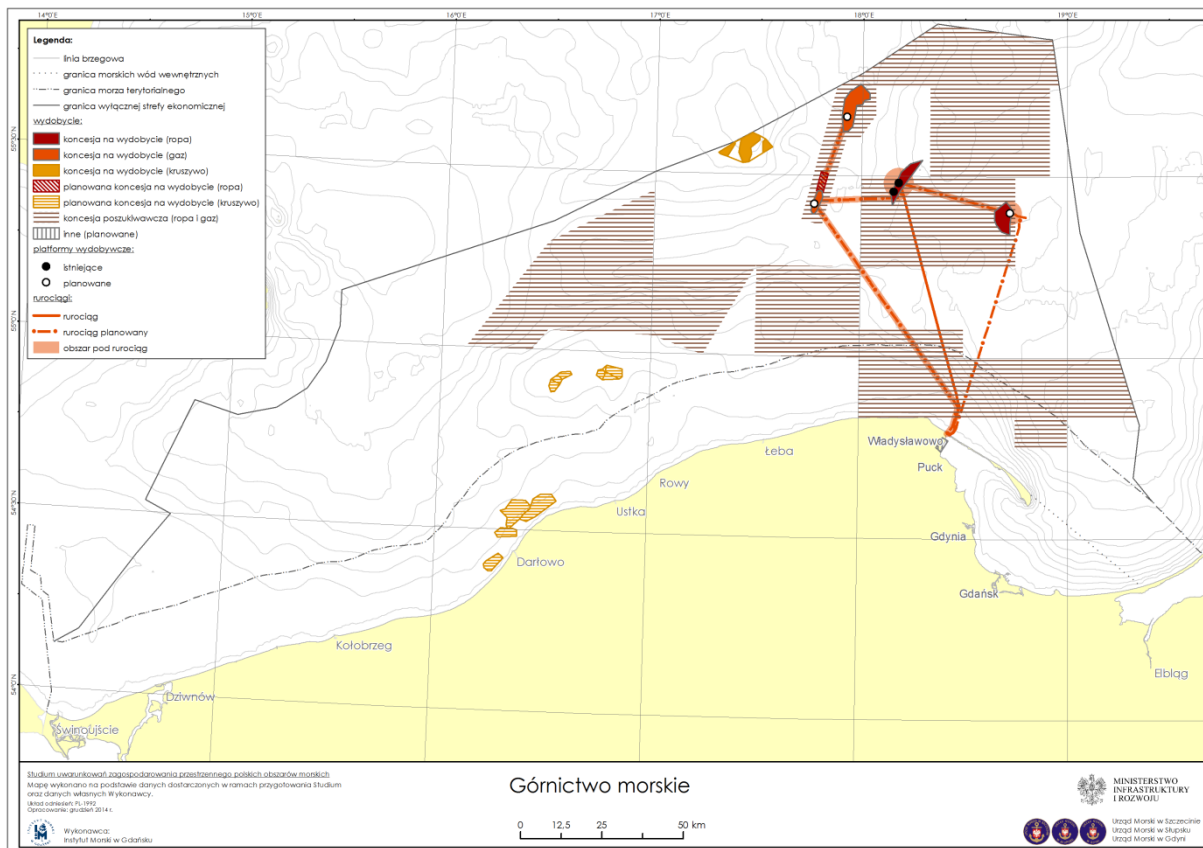 14°0'E
15°0'E
16°0'E
17°0'E
18°0'E
19°0'E
Legenda:
linia brzegowa
granica morskich wód wewnętrznych
granica morza terytorialnego
granica wyłącznej strefy ekonomicznej
wydobycie:
koncesja na wydobycie (ropa)
koncesja na wydobycie (gaz)
koncesja na wydobycie (kruszywo)
planowana koncesja na wydobycie (ropa)
planowana koncesja na wydobycie (kruszywo)
koncesja poszukiwawcza (ropa i gaz)
inne (planowane)
platformy wydobywcze:
istniejące
planowane
rurociągi:
rurociąg
rurociąg planowany
obszar pod rurociąg
55°30'N
55°0'N
54°30'N
54°0'N
Władysławowo
Puck
Łeba
Rowy
Ustka
Darłowo
Gdynia
Gdańsk
Kołobrzeg
Elbląg
Dziwnów
Świnoujście
Studium uwarunkowań zagospodarowania przestrzennego polskich obszarów morskich
Mapę wykonano na podstawie danych dostarczonych w ramach przygotowania Studium
oraz danych własnych Wykonawcy.
Układ odniesień: PL-1992
Opracowanie: grudzień 2014 r.
Wykonawca:
Instytut Morski w Gdańsku
Górnictwo morskie
0 12,5 25 50 km
MINISTERSTWO
INFRASTRUKTURY
I ROZWOJU
Urząd Morski w Szczecinie
Urząd Morski w Słupsku
Urząd Morski w Gdyni